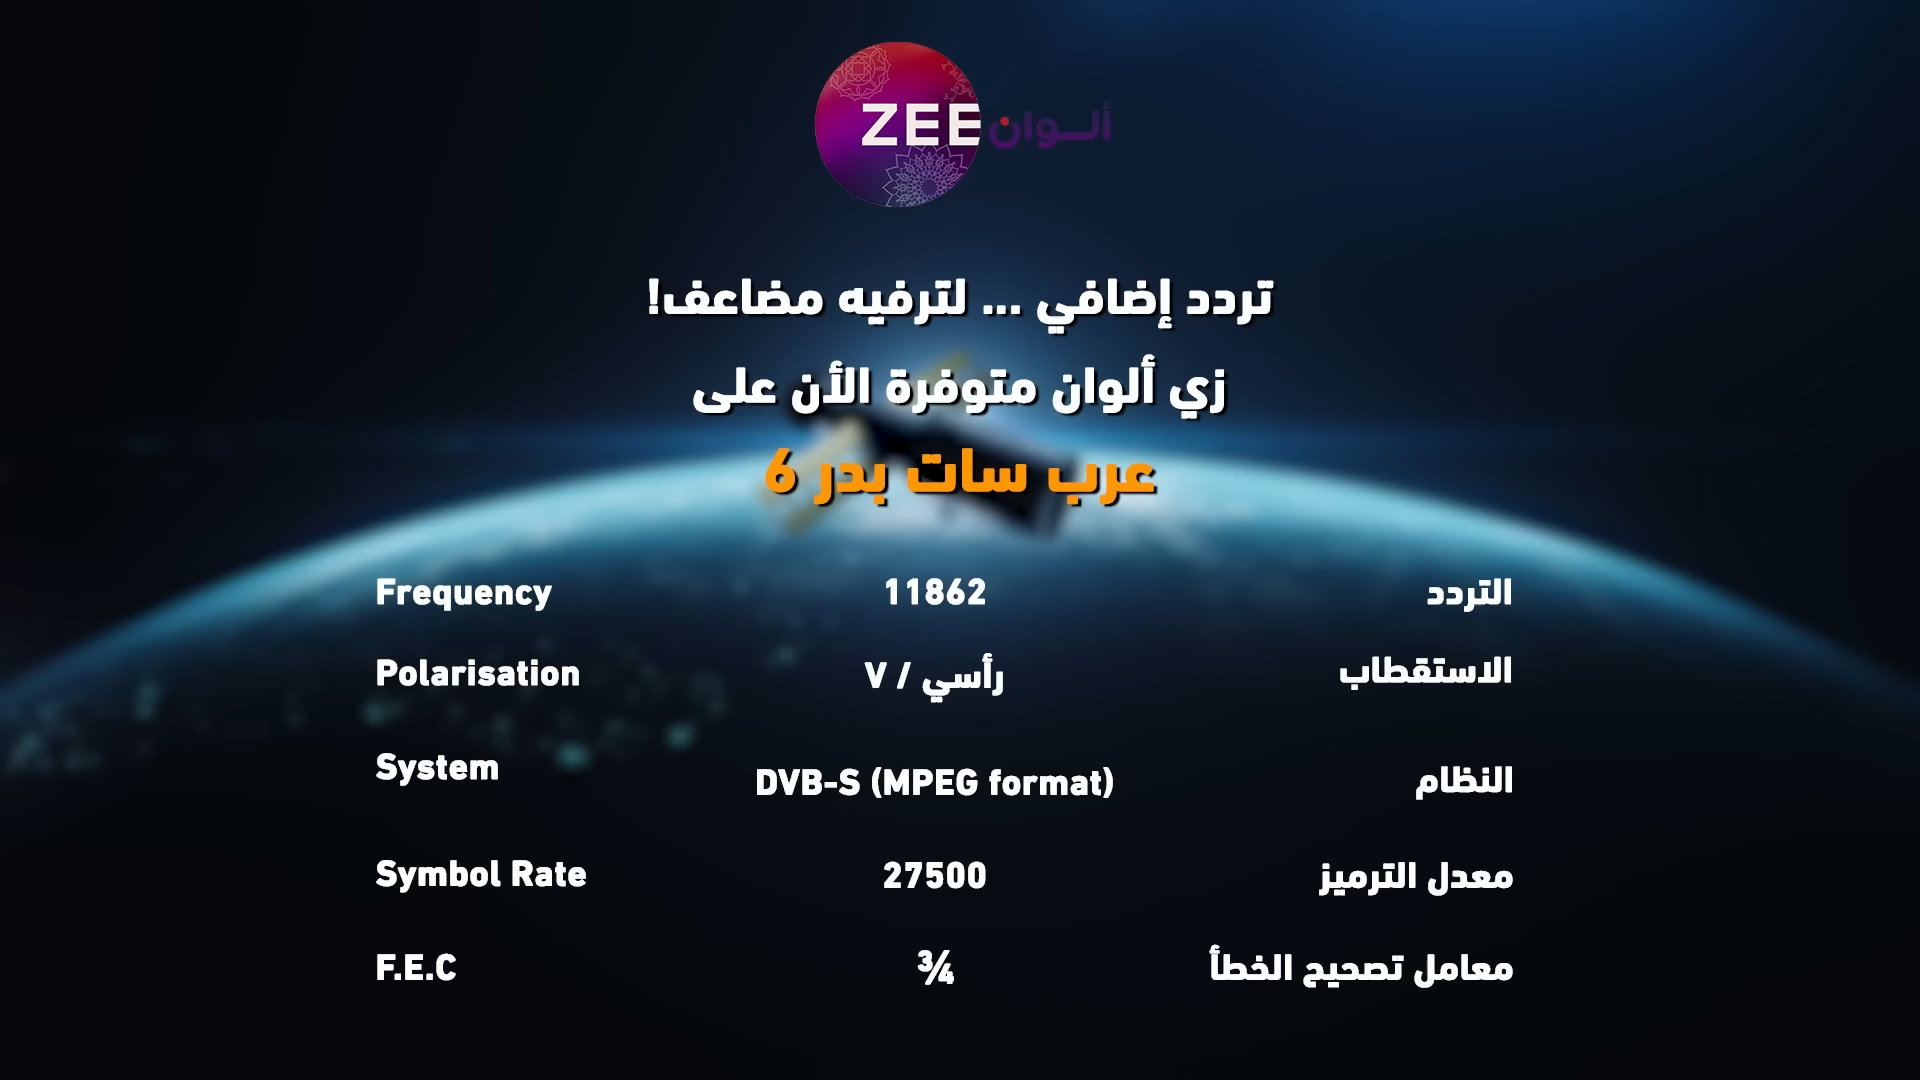 ZEE ألوان
تردد إضافي ... لترفيه مضاعف!
زي ألوان متوفرة الأن على
عرب سات بدر 6
Frequency 11862 التردد
Polarisation رأسي / V الاستقطاب
System DVB-S (MPEG format) النظام
Symbol Rate 27500 معدل الترميز
F.E.C ¾ معامل تصحيح الخطأ